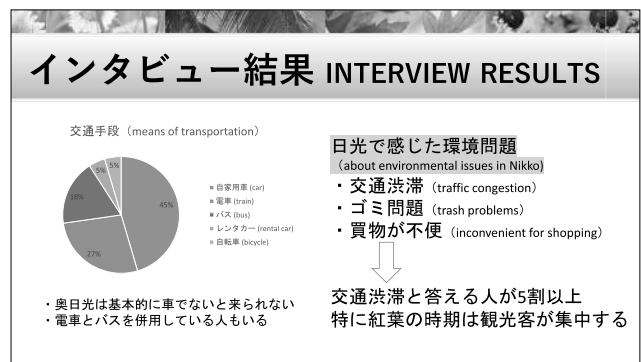 インタビュー結果 INTERVIEW RESULTS
交通手段（means of transportation）
5%
5%
18%
45%
27%
■ 自家用車 (car)
■ 電車 (train)
■ バス (bus)
■ レンタカー (rental car)
■ 自転車 (bicycle)
・奥日光は基本的に車でないと来られない
・電車とバスを併用している人もいる
日光で感じた環境問題
（about environmental issues in Nikko)
・交通渋滞（traffic congestion）
・ゴミ問題（trash problems）
・買物が不便（inconvenient for shopping）
交通渋滞と答える人が5割以上
特に紅葉の時期は観光客が集中する